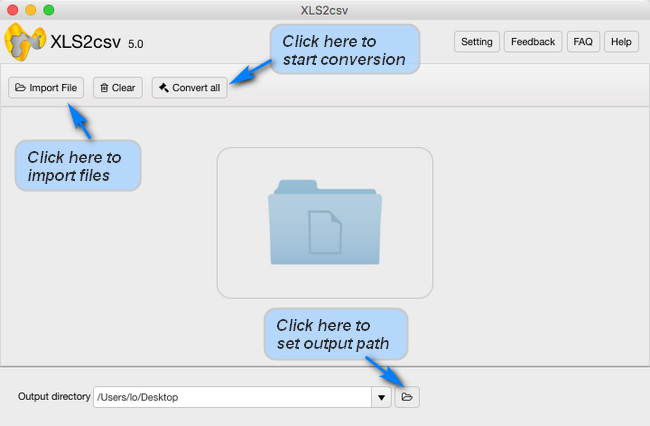 XLS2csv
XLS2csv 5.0
Click here to
start conversion
Setting
Feedback
FAQ
Help
Import File
Clear
Convert all
Click here to
import files
Click here to
set output path
Output directory
/Users/lo/Desktop